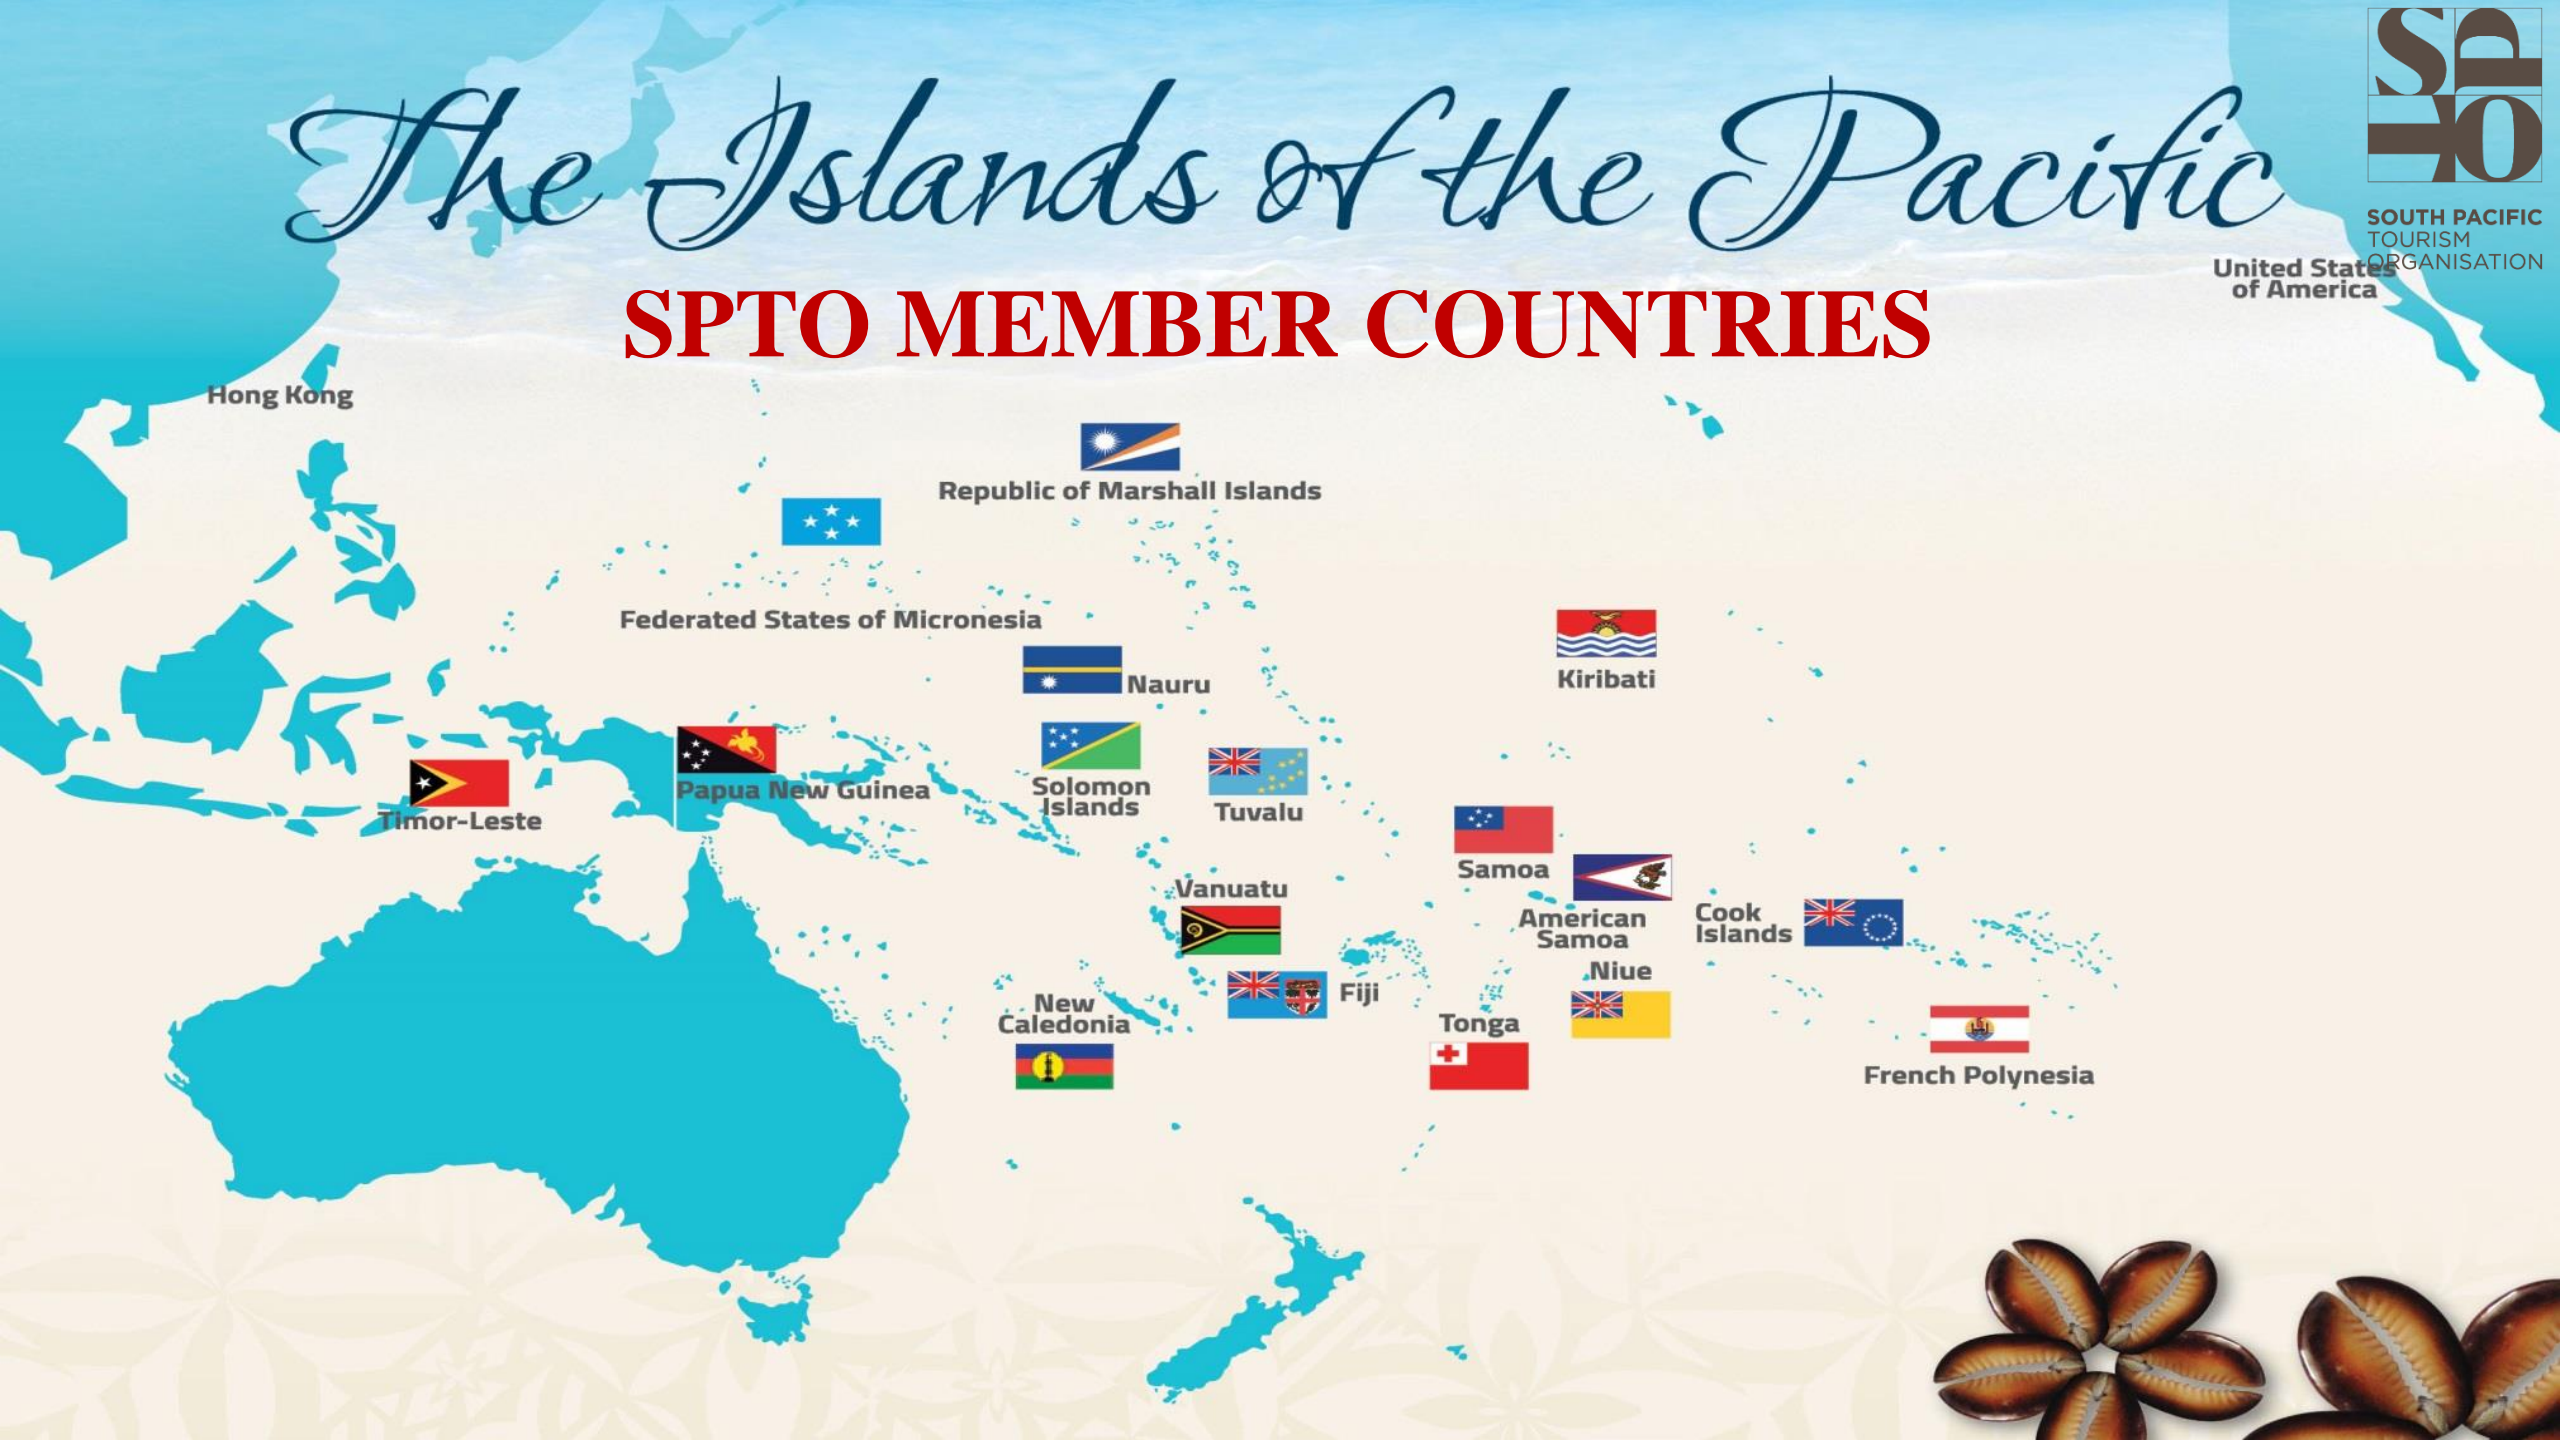 The Islands of the Pacific
SPTO
SOUTH PACIFIC
TOURISM
ORGANISATION
United States
of America
SPTO MEMBER COUNTRIES
Hong Kong
Republic of Marshall Islands
Federated States of Micronesia
Nauru
Kiribati
Timor-Leste
Papua New Guinea
Solomon
Islands
Tuvalu
Samoa
Vanuatu
American
Samoa
Cook
Islands
Niue
Fiji
New
Caledonia
Tonga
French Polynesia